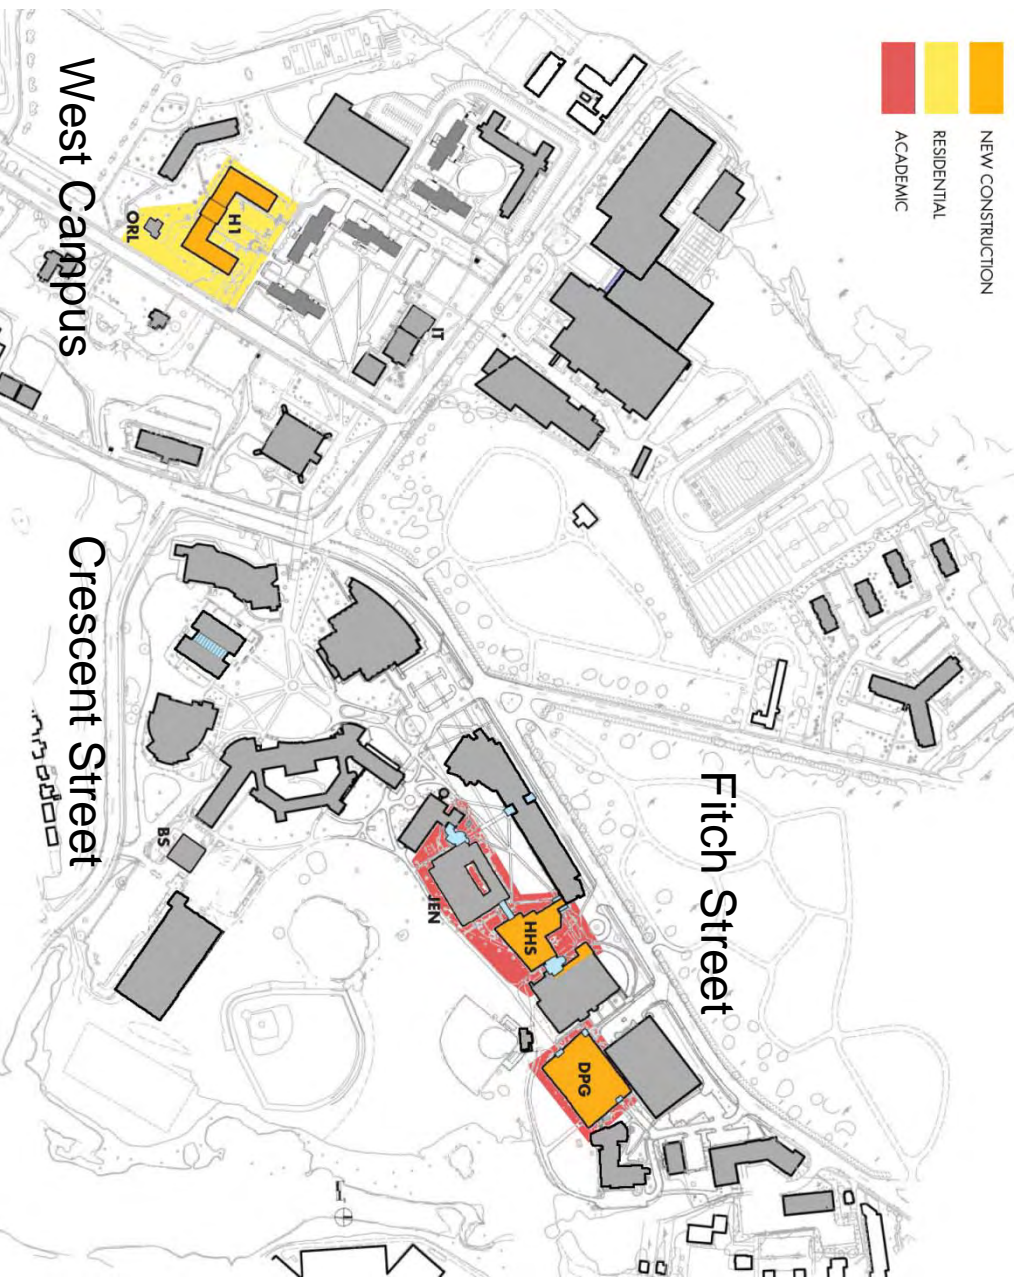 NEW CONSTRUCTION
RESIDENTIAL
ACADEMIC
West Campus
ORL
H1
IT
Crescent Street
Fitch Street
BS
JEN
HHS
DPG